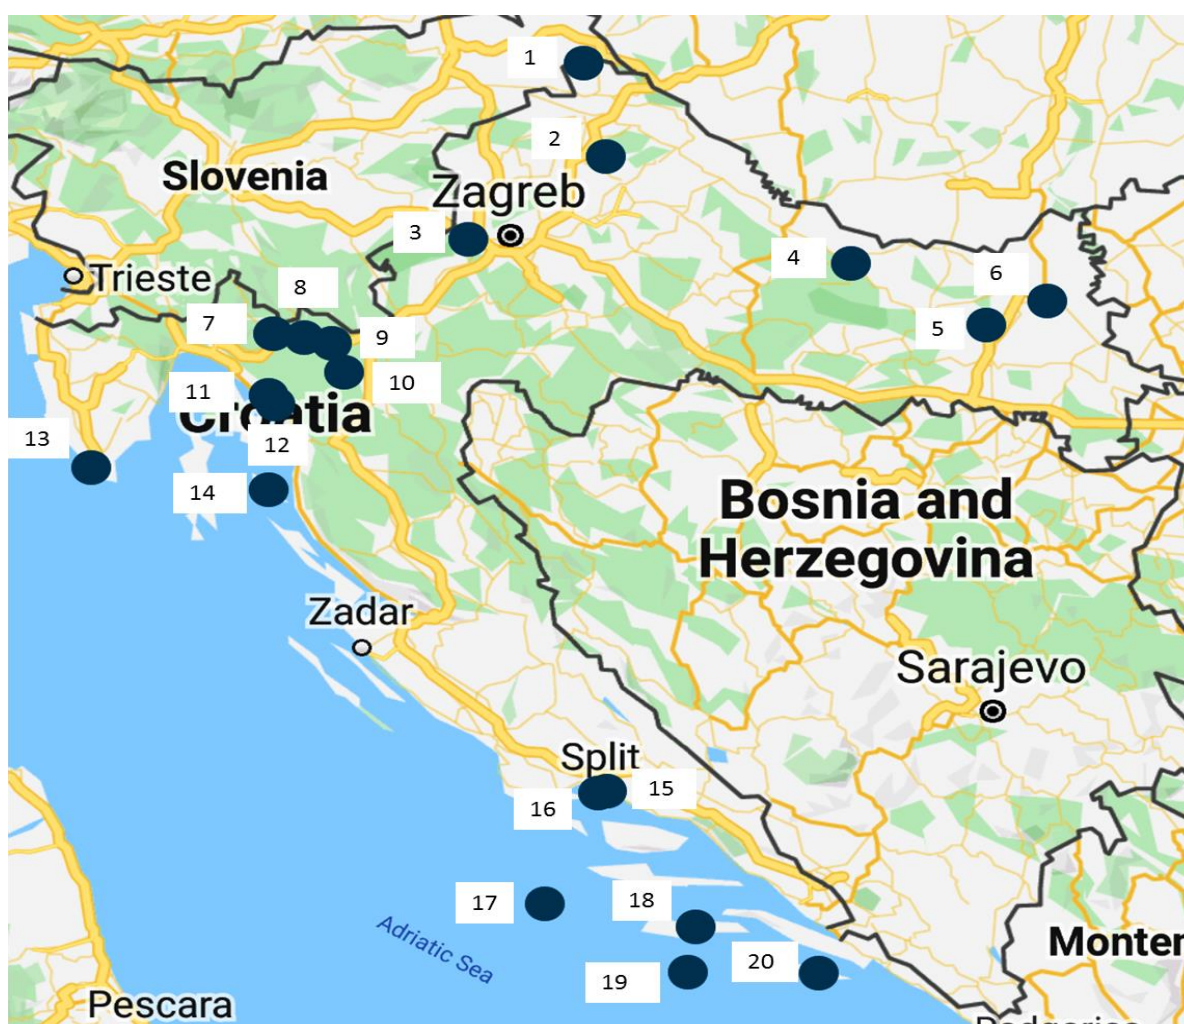 1
2
Slovenia
Zagreb
3
4
6
Trieste
8
7
9
5
10
11
Croatia
13
12
14
Bosnia and
Herzegovina
Zadar
Sarajevo
Split
15
16
17
18
Adriatic Sea
19
20
Monter
Pescara